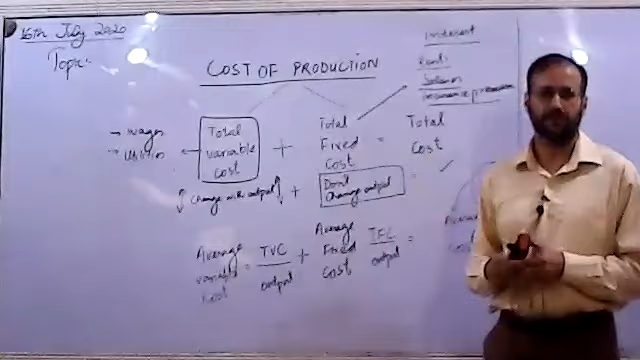 16th July 2020
Topic:-
COST OF PRODUCTION
Interest
Rent
Salaries
Insurance premium
→ wages
→ utilities
Total variable cost + Total Fixed Cost = Total Cost
change with output + Don't change output =
Average variable cost = TVC / output + Average Fixed cost TFC / output =
Average